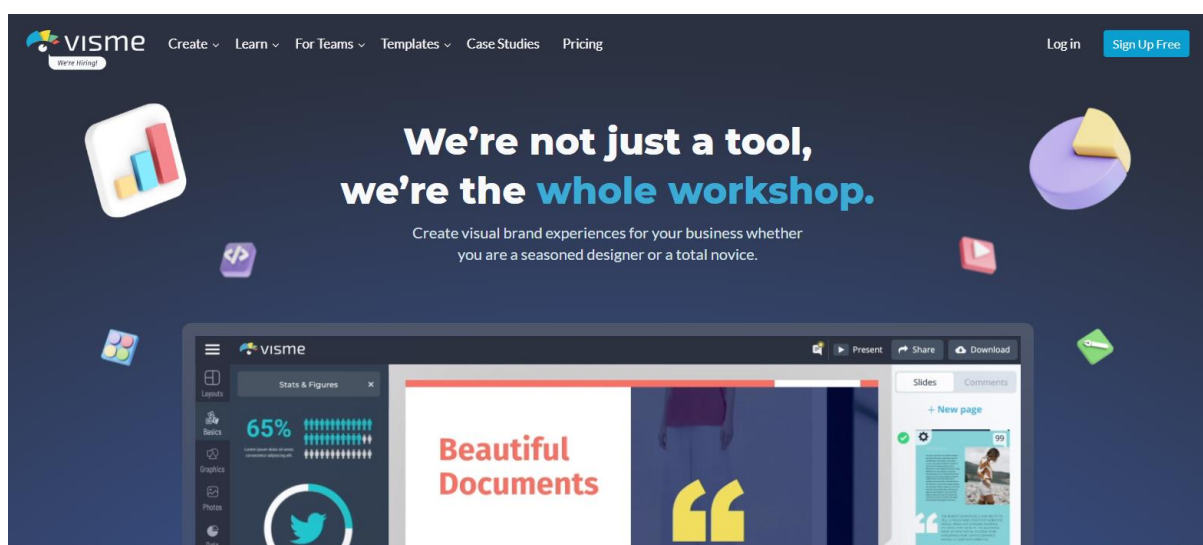 visme
We're Hiring!
Create
Learn
For Teams
Templates
Case Studies
Pricing
Log in
Sign Up Free
We're not just a tool,
we're the whole workshop.
Create visual brand experiences for your business whether
you are a seasoned designer or a total novice.
visme
Present
Share
Download
Layouts
Basics
Graphics
Photos
Stats & Figures
×
65%
Beautiful
Documents
“
Slides
Comments
+ New page
99
“